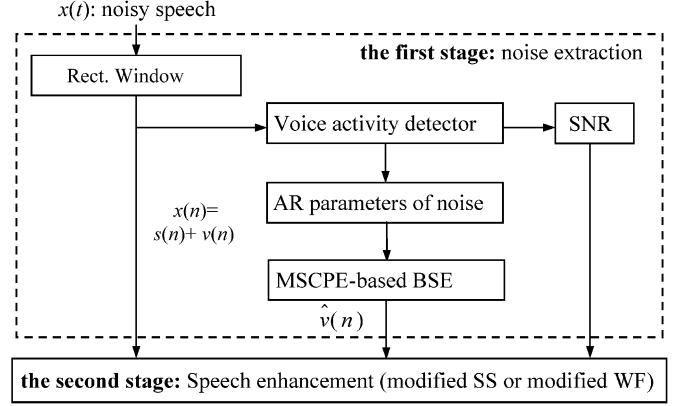 x(t): noisy speech
the first stage: noise extraction
Rect. Window
Voice activity detector
SNR
AR parameters of noise
x(n)=
s(n)+ v(n)
MSCPE-based BSE
v̂(n)
the second stage: Speech enhancement (modified SS or modified WF)